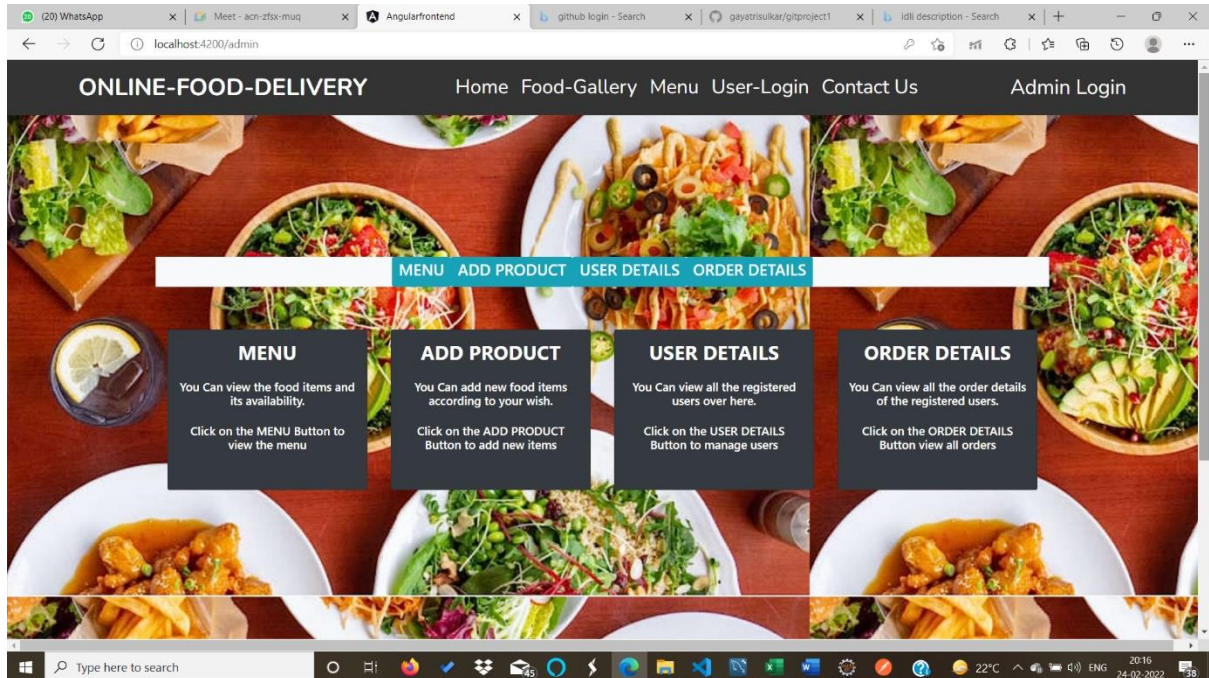 (20) WhatsApp
Meet - acn-zfsx-muq
Angularfrontend
github login - Search
gayatrisulkar/gitproject1
idli description - Search
localhost:4200/admin
ONLINE-FOOD-DELIVERY
Home Food-Gallery Menu User-Login Contact Us
Admin Login
MENU ADD PRODUCT USER DETAILS ORDER DETAILS
MENU
You Can view the food items and
its availability.
Click on the MENU Button to
view the menu
ADD PRODUCT
You Can add new food items
according to your wish.
Click on the ADD PRODUCT
Button to add new items
USER DETAILS
You Can view all the registered
users over here.
Click on the USER DETAILS
Button to manage users
ORDER DETAILS
You Can view all the order details
of the registered users.
Click on the ORDER DETAILS
Button view all orders
Type here to search
45
22°C
ENG
20:16
24-02-2022
38